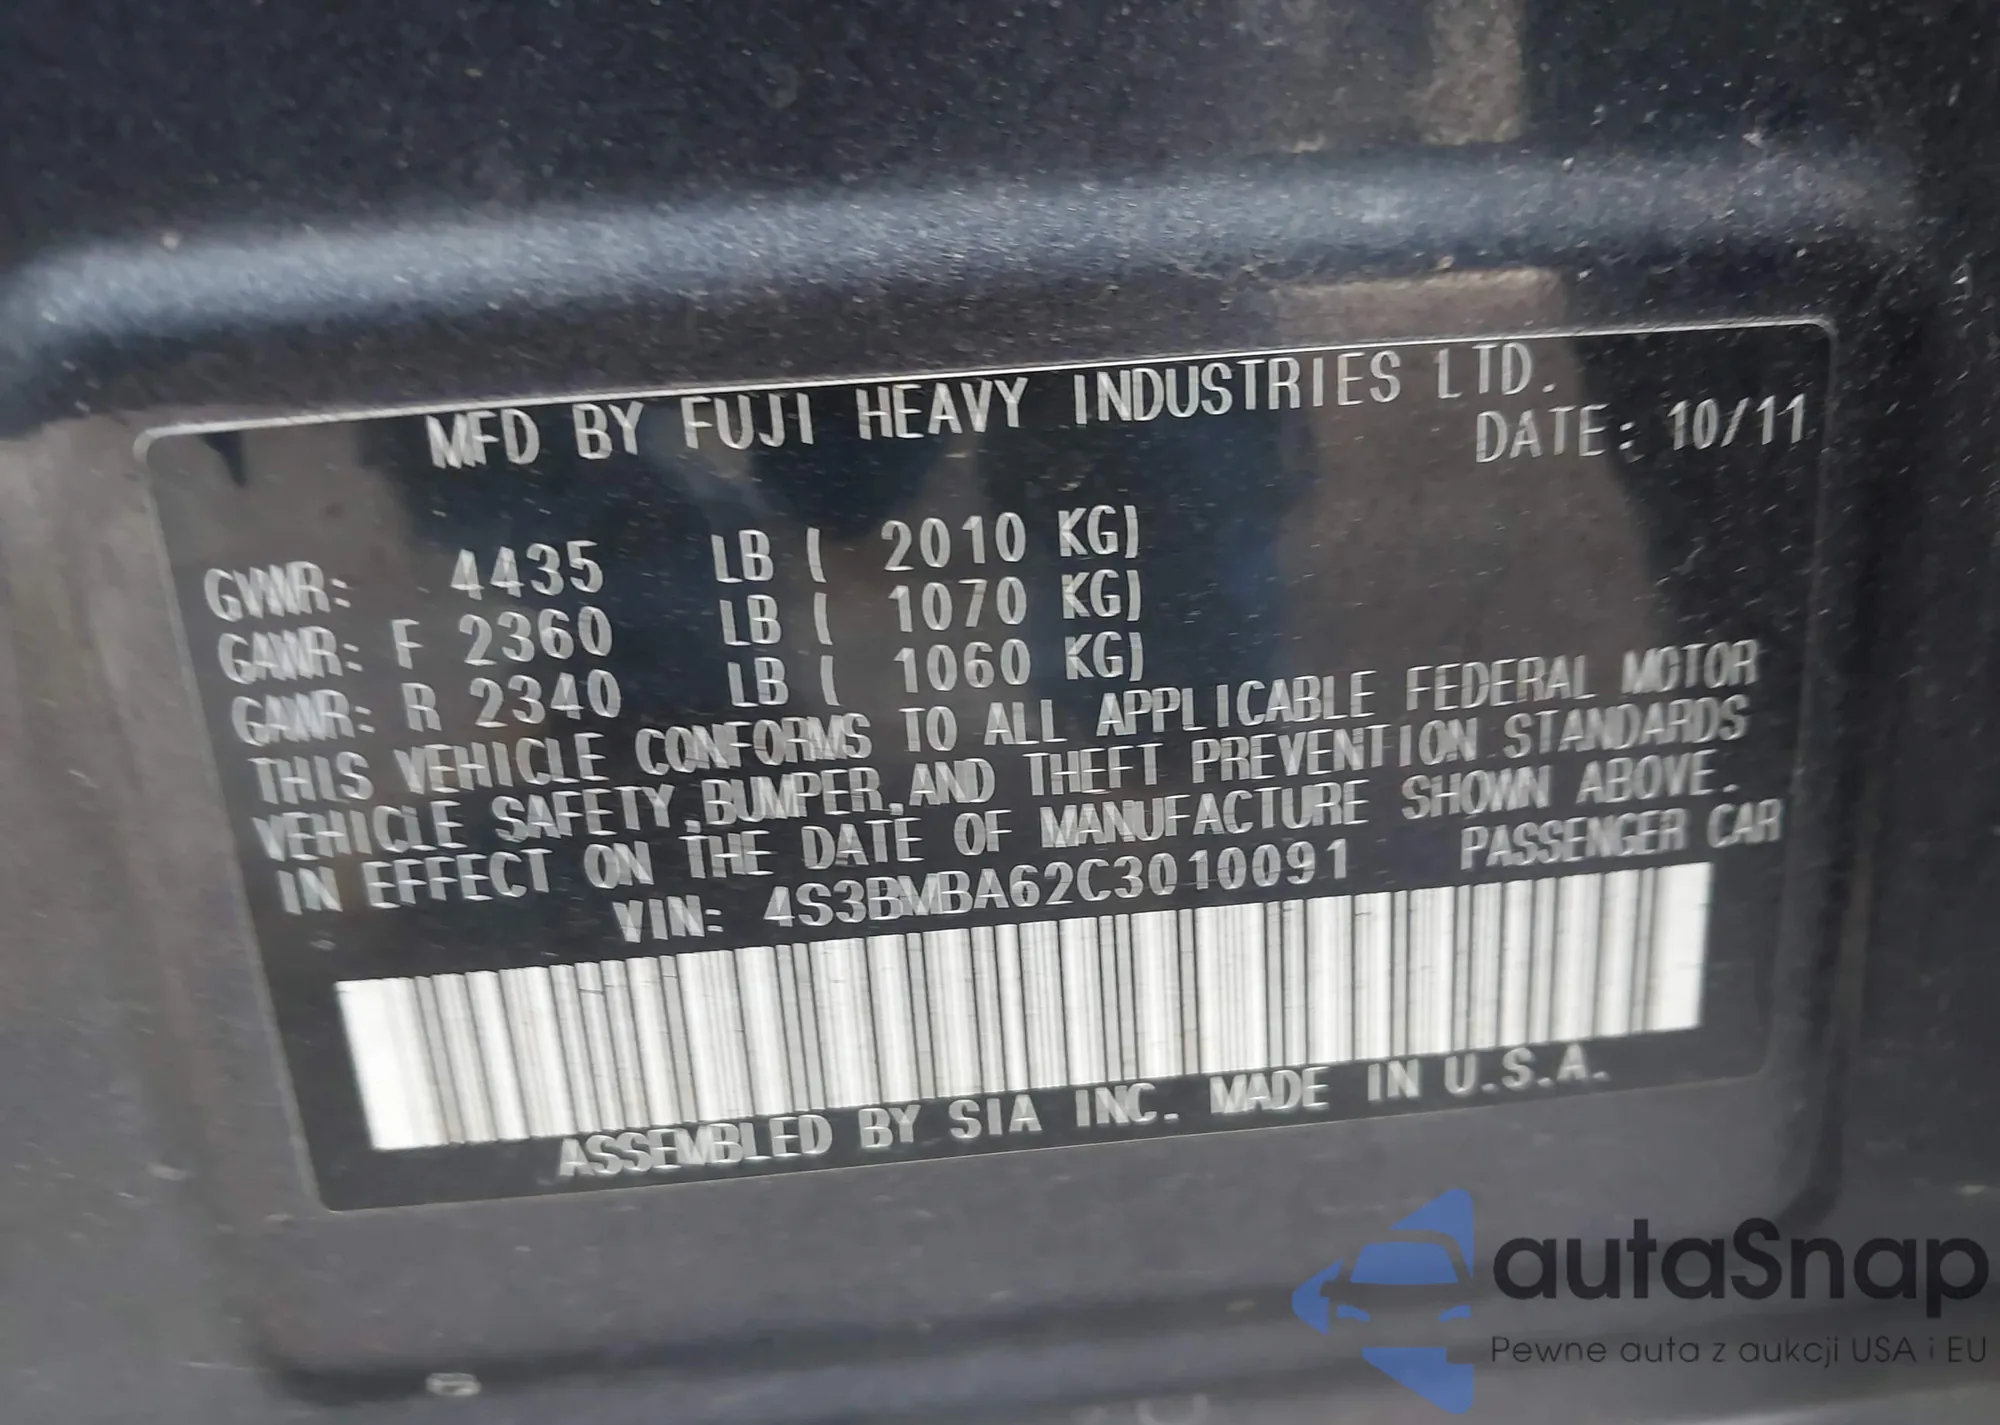 MFD BY FUJI HEAVY INDUSTRIES LTD.
DATE: 10/11
GVWR: 4435 LB ( 2010 KG)
GAWR: F 2360 LB ( 1070 KG)
GAWR: R 2340 LB ( 1060 KG)
THIS VEHICLE CONFORMS TO ALL APPLICABLE FEDERAL MOTOR
VEHICLE SAFETY,BUMPER,AND THEFT PREVENTION STANDARDS
IN EFFECT ON THE DATE OF MANUFACTURE SHOWN ABOVE.
VIN: 4S3BMBA62C3010091 PASSENGER CAR
ASSEMBLED BY SIA INC. MADE IN U.S.A.
autaSnap
Pewne auta z aukcji USA i EU